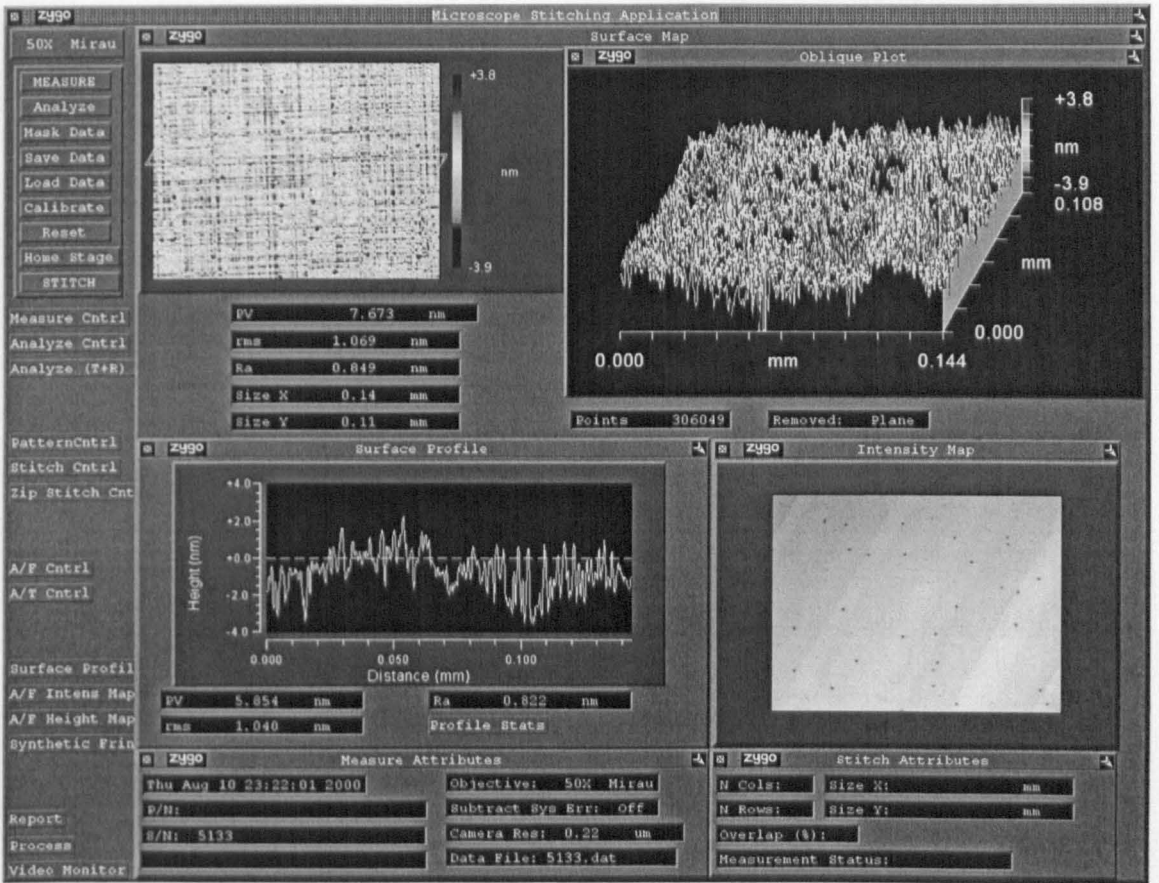 zygo Microscope Stitching Application
50X Mirau
MEASURE
Analyze
Mask Data
Save Data
Load Data
Calibrate
Reset
Home Stage
STITCH
Measure Cntrl
Analyze Cntrl
Analyze (T+R)
PatternCntrl
Stitch Cntrl
Zip Stitch Cnt
A/F Cntrl
A/T Cntrl
Surface Profil
A/F Intens Map
A/F Height Map
Synthetic Frin
Report
Process
Video Monitor
zygo Surface Map
+3.8
nm
-3.9
PV 7.673 nm
rms 1.069 nm
Ra 0.849 nm
Size X 0.14 mm
Size Y 0.11 mm
zygo Oblique Plot
+3.8
nm
-3.9
0.108
mm
0.000
0.000 mm 0.144
Points 306049 Removed: Plane
zygo Surface Profile
Height (nm)
+4.0
+2.0
+0.0
-2.0
-4.0
0.000 0.050 0.100
Distance (mm)
PV 5.854 nm Ra 0.822 nm
rms 1.040 nm Profile Stats
zygo Intensity Map
zygo Measure Attributes
Thu Aug 10 23:22:01 2000 Objective: 50X Mirau
P/N: Subtract Sys Err: Off
S/N: 5133 Camera Res: 0.22 um
Data File: 5133.dat
zygo Stitch Attributes
N Cols: Size X: mm
N Rows: Size Y: mm
Overlap (%):
Measurement Status: